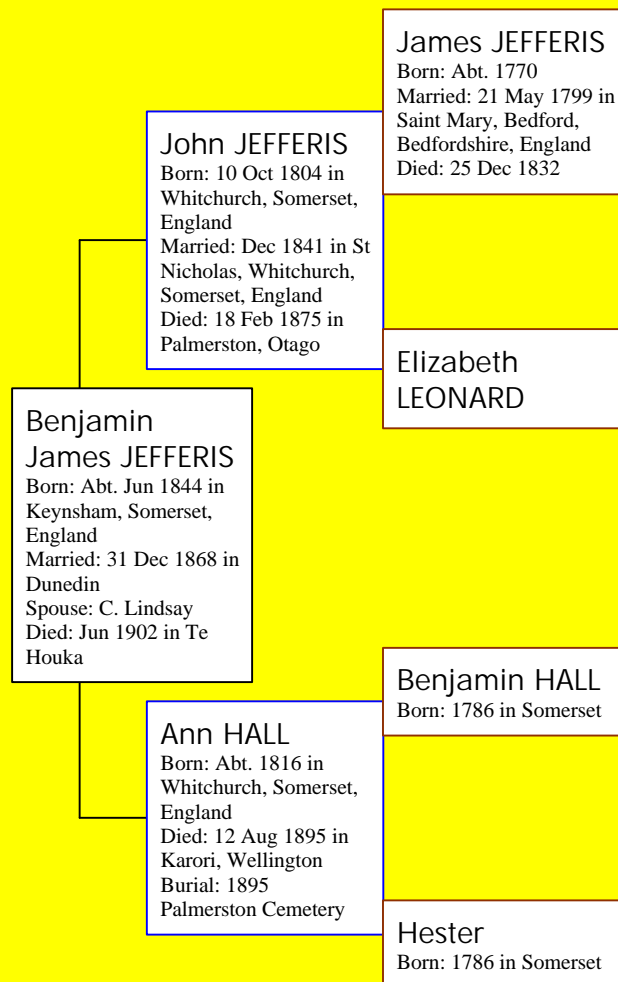 James JEFFERIS
Born: Abt. 1770
Married: 21 May 1799 in
Saint Mary, Bedford,
Bedfordshire, England
Died: 25 Dec 1832
John JEFFERIS
Born: 10 Oct 1804 in
Whitchurch, Somerset,
England
Married: Dec 1841 in St
Nicholas, Whitchurch,
Somerset, England
Died: 18 Feb 1875 in
Palmerston, Otago
Elizabeth
LEONARD
Benjamin
James JEFFERIS
Born: Abt. Jun 1844 in
Keynsham, Somerset,
England
Married: 31 Dec 1868 in
Dunedin
Spouse: C. Lindsay
Died: Jun 1902 in Te
Houka
Benjamin HALL
Born: 1786 in Somerset
Ann HALL
Born: Abt. 1816 in
Whitchurch, Somerset,
England
Died: 12 Aug 1895 in
Karori, Wellington
Burial: 1895
Palmerston Cemetery
Hester
Born: 1786 in Somerset